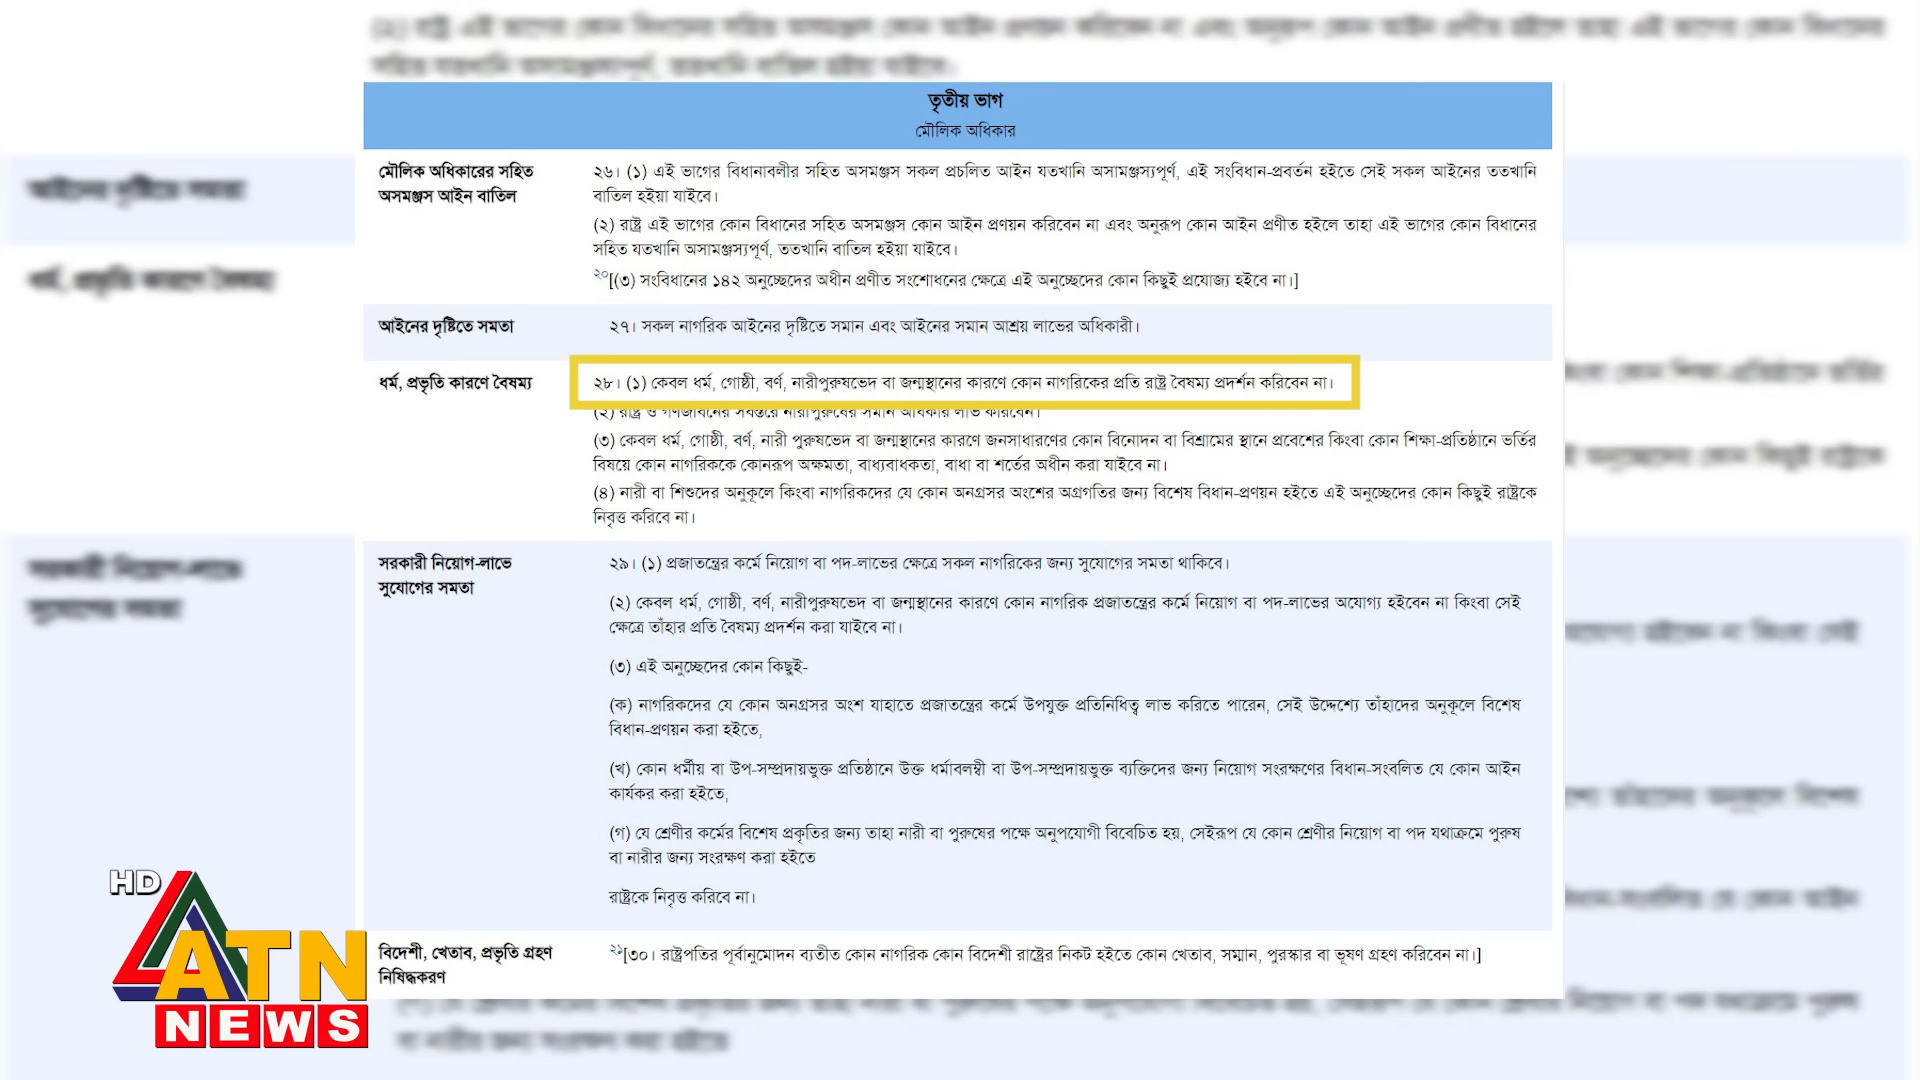 তৃতীয় ভাগ
মৌলিক অধিকার
মৌলিক অধিকারের সহিত
অসমঞ্জস আইন বাতিল
২৬। (১) এই ভাগের বিধানাবলীর সহিত অসমঞ্জস সকল প্রচলিত আইন যতখানি অসামঞ্জস্যপূর্ণ, এই সংবিধান-প্রবর্তন হইতে সেই সকল আইনের ততখানি
বাতিল হইয়া যাইবে।
(২) রাষ্ট্র এই ভাগের কোন বিধানের সহিত অসমঞ্জস কোন আইন প্রণয়ন করিবেন না এবং অনুরূপ কোন আইন প্রণীত হইলে তাহা এই ভাগের কোন বিধানের
সহিত যতখানি অসামঞ্জস্যপূর্ণ, ততখানি বাতিল হইয়া যাইবে।
২০[(৩) সংবিধানের ১৪২ অনুচ্ছেদের অধীন প্রণীত সংশোধনের ক্ষেত্রে এই অনুচ্ছেদের কোন কিছুই প্রযোজ্য হইবে না।]
আইনের দৃষ্টিতে সমতা
২৭। সকল নাগরিক আইনের দৃষ্টিতে সমান এবং আইনের সমান আশ্রয় লাভের অধিকারী।
ধর্ম, প্রভৃতি কারণে বৈষম্য
২৮। (১) কেবল ধর্ম, গোষ্ঠী, বর্ণ, নারীপুরুষভেদ বা জন্মস্থানের কারণে কোন নাগরিকের প্রতি রাষ্ট্র বৈষম্য প্রদর্শন করিবেন না।
(২) রাষ্ট্র ও গণজীবনের সর্বস্তরে নারীপুরুষের সমান অধিকার লাভ করিবেন।
(৩) কেবল ধর্ম, গোষ্ঠী, বর্ণ, নারী পুরুষভেদ বা জন্মস্থানের কারণে জনসাধারণের কোন বিনোদন বা বিশ্রামের স্থানে প্রবেশের কিংবা কোন শিক্ষা-প্রতিষ্ঠানে ভর্তির
বিষয়ে কোন নাগরিককে কোনরূপ অক্ষমতা, বাধ্যবাধকতা, বাধা বা শর্তের অধীন করা যাইবে না।
(৪) নারী বা শিশুদের অনুকূলে কিংবা নাগরিকদের যে কোন অনগ্রসর অংশের অগ্রগতির জন্য বিশেষ বিধান-প্রণয়ন হইতে এই অনুচ্ছেদের কোন কিছুই রাষ্ট্রকে
নিবৃত্ত করিবে না।
সরকারী নিয়োগ-লাভে
সুযোগের সমতা
২৯। (১) প্রজাতন্ত্রের কর্মে নিয়োগ বা পদ-লাভের ক্ষেত্রে সকল নাগরিকের জন্য সুযোগের সমতা থাকিবে।
(২) কেবল ধর্ম, গোষ্ঠী, বর্ণ, নারীপুরুষভেদ বা জন্মস্থানের কারণে কোন নাগরিক প্রজাতন্ত্রের কর্মে নিয়োগ বা পদ-লাভের অযোগ্য হইবেন না কিংবা সেই
ক্ষেত্রে তাঁহার প্রতি বৈষম্য প্রদর্শন করা যাইবে না।
(৩) এই অনুচ্ছেদের কোন কিছুই-
(ক) নাগরিকদের যে কোন অনগ্রসর অংশ যাহাতে প্রজাতন্ত্রের কর্মে উপযুক্ত প্রতিনিধিত্ব লাভ করিতে পারেন, সেই উদ্দেশ্যে তাঁহাদের অনুকূলে বিশেষ
বিধান-প্রণয়ন করা হইতে,
(খ) কোন ধর্মীয় বা উপ-সম্প্রদায়ভুক্ত প্রতিষ্ঠানে উক্ত ধর্মাবলম্বী বা উপ-সম্প্রদায়ভুক্ত ব্যক্তিদের জন্য নিয়োগ সংরক্ষণের বিধান-সংবলিত যে কোন আইন
কার্যকর করা হইতে,
(গ) যে শ্রেণীর কর্মের বিশেষ প্রকৃতির জন্য তাহা নারী বা পুরুষের পক্ষে অনুপযোগী বিবেচিত হয়, সেইরূপ যে কোন শ্রেণীর নিয়োগ বা পদ যথাক্রমে পুরুষ
বা নারীর জন্য সংরক্ষণ করা হইতে
রাষ্ট্রকে নিবৃত্ত করিবে না।
বিদেশী, খেতাব, প্রভৃতি গ্রহণ
নিষিদ্ধকরণ
২১[৩০। রাষ্ট্রপতির পূর্বানুমোদন ব্যতীত কোন নাগরিক কোন বিদেশী রাষ্ট্রের নিকট হইতে কোন খেতাব, সম্মান, পুরস্কার বা ভূষণ গ্রহণ করিবেন না।]
HD
ATN
NEWS